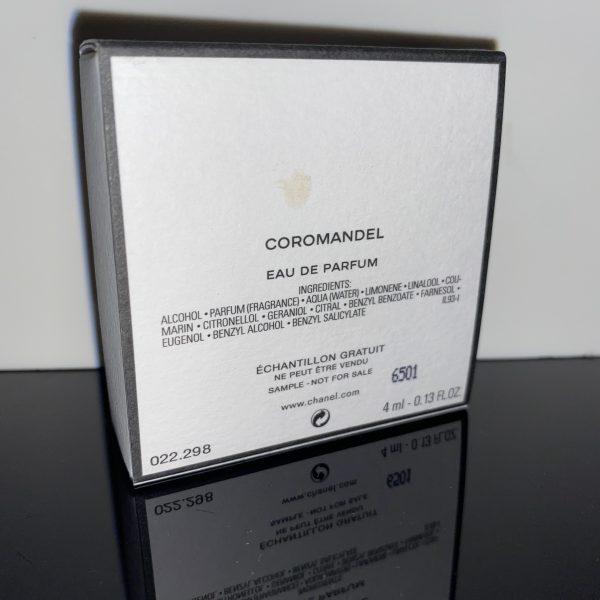 COROMANDEL
EAU DE PARFUM
INGREDIENTS:
ALCOHOL • PARFUM (FRAGRANCE) • AQUA (WATER) • LIMONENE • LINALOOL • COU-
MARIN • CITRONELLOL • GERANIOL • CITRAL • BENZYL BENZOATE • FARNESOL •
EUGENOL • BENZYL ALCOHOL • BENZYL SALICYLATE IL93-I
ÉCHANTILLON GRATUIT
NE PEUT ÊTRE VENDU
SAMPLE - NOT FOR SALE
6501
www.chanel.com
4 ml - 0.13 FL.OZ.
022.298